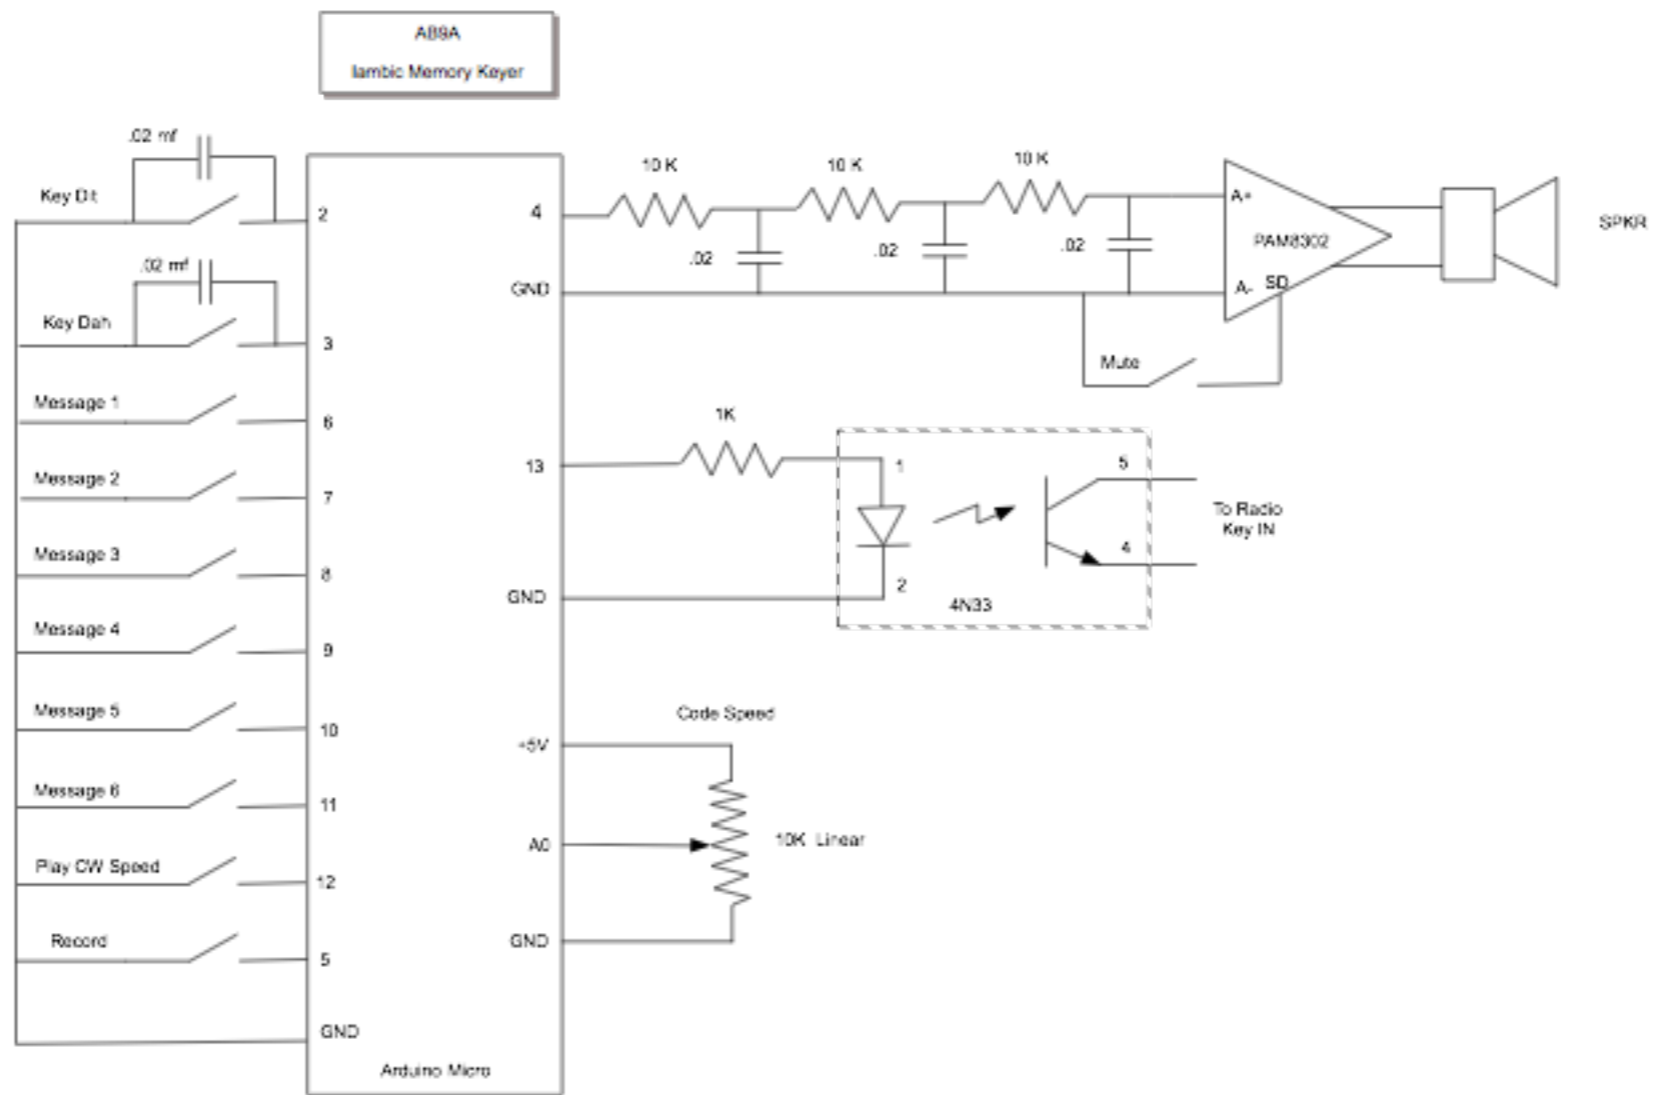 AB9A
Iambic Memory Keyer
.02 mf
Key Dit
2
.02 mf
Key Dah
3
Message 1
6
Message 2
7
Message 3
8
Message 4
9
Message 5
10
Message 6
11
Play CW Speed
12
Record
5
GND
Arduino Micro
4
10 K
10 K
10 K
.02
.02
.02
GND
A+
PAM8302
A- SD
SPKR
Mute
13
1K
1
2
GND
4N33
5
4
To Radio
Key IN
Code Speed
+5V
A0
10K Linear
GND